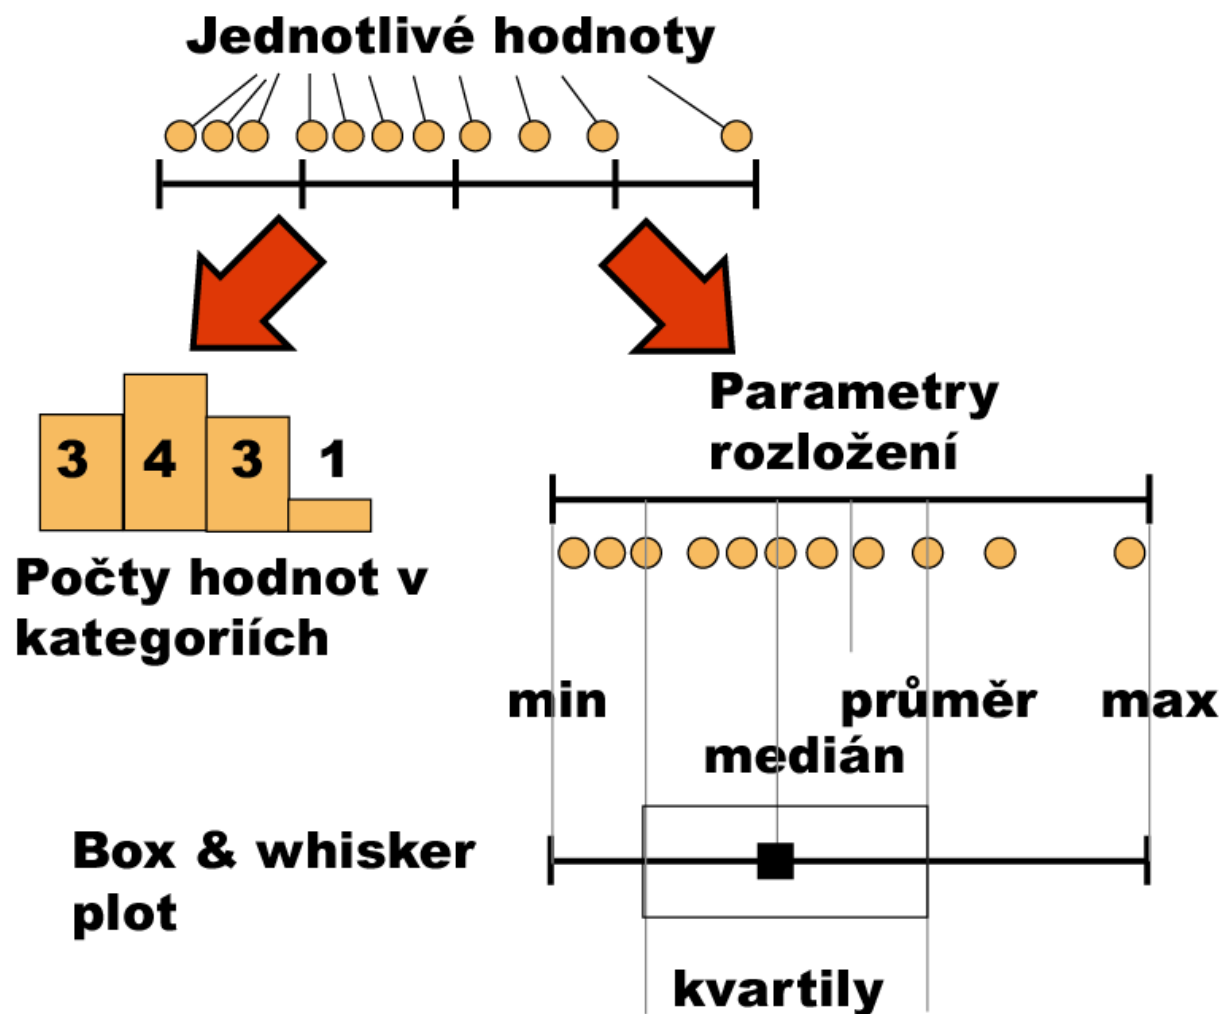 Jednotlivé hodnoty
3 4 3 1
Počty hodnot v
kategoriích
Parametry
rozložení
min
průměr
max
medián
Box & whisker
plot
kvartily